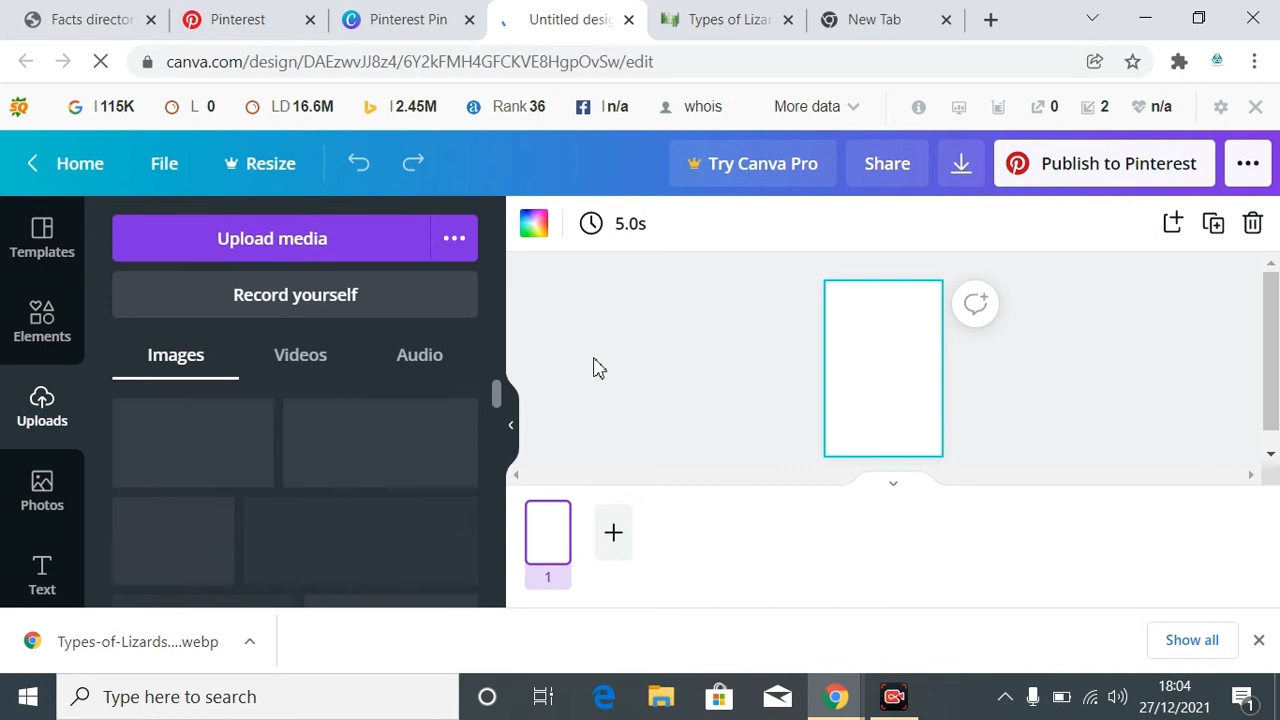 Facts director
Pinterest
Pinterest Pin
Untitled desi
Types of Liza
New Tab
canva.com/design/DAEzwvJJ8z4/6Y2kFMH4GFCKVE8HgpOvSw/edit
I 115K
L 0
LD 16.6M
I 2.45M
Rank 36
I n/a
whois
More data
0
2
n/a
Home
File
Resize
Try Canva Pro
Share
Publish to Pinterest
Templates
Elements
Uploads
Photos
Text
Upload media
Record yourself
Images
Videos
Audio
5.0s
1
Types-of-Lizards....webp
Show all
Type here to search
18:04
27/12/2021
1